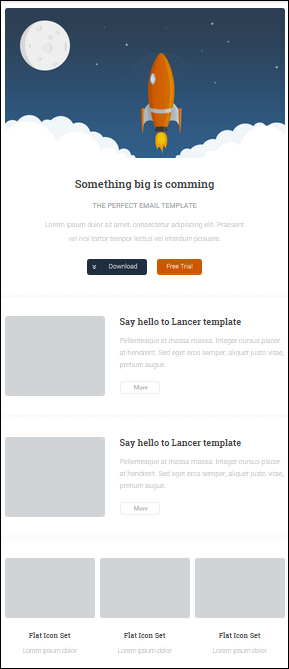 Something big is comming
THE PERFECT EMAIL TEMPLATE
Lorem ipsum dolor sit amet, consectetur adipiscing elit. Praesent
vel nisi tortor tempor lectus vel interdum posuere.
Download
Free Trial
Say hello to Lancer template
Pellentesque at massa massa. Integer cursus placer
at hendrerit. Sed eget eros semper, aliquet justo vitae,
pretium augue.
More
Say hello to Lancer template
Pellentesque at massa massa. Integer cursus placer
at hendrerit. Sed eget eros semper, aliquet justo vitae,
pretium augue.
More
Flat Icon Set
Flat Icon Set
Flat Icon Set
Lorem ipsum dolor
Lorem ipsum dolor
Lorem ipsum dolor